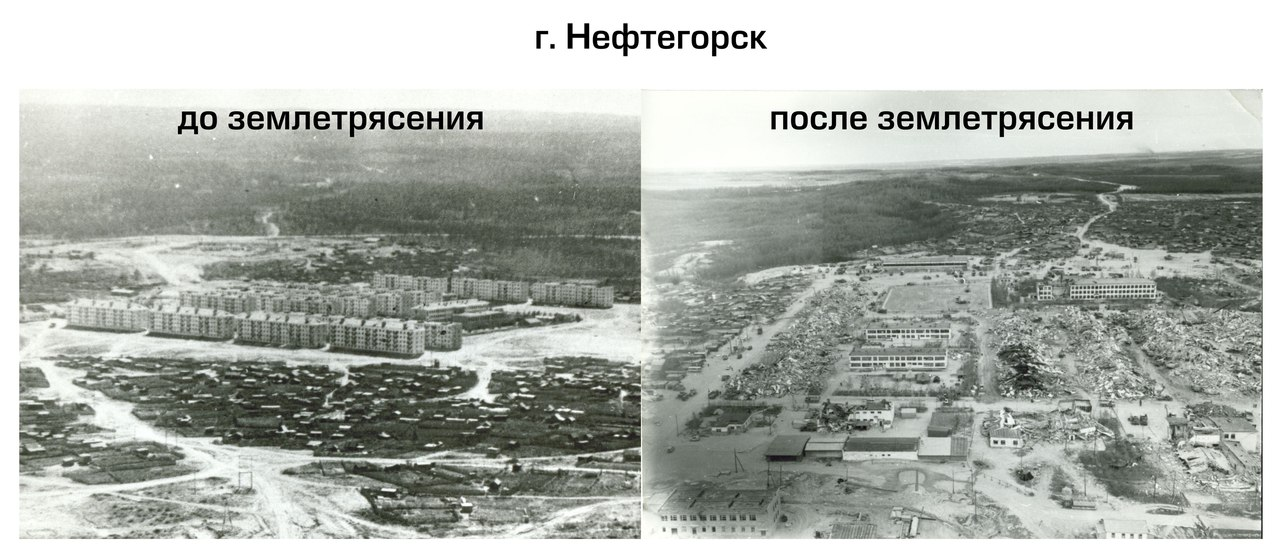 г. Нефтегорск
до землетрясения
после землетрясения